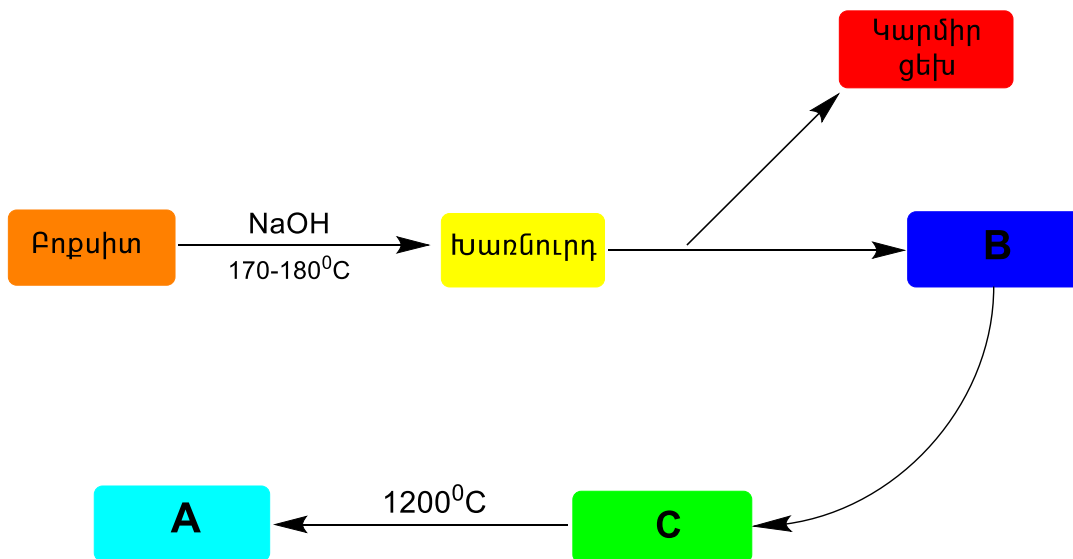 Կարմիր
ցեխ
Բոքսիտ
NaOH
170-180⁰C
Խառնուրդ
B
A
1200⁰C
C